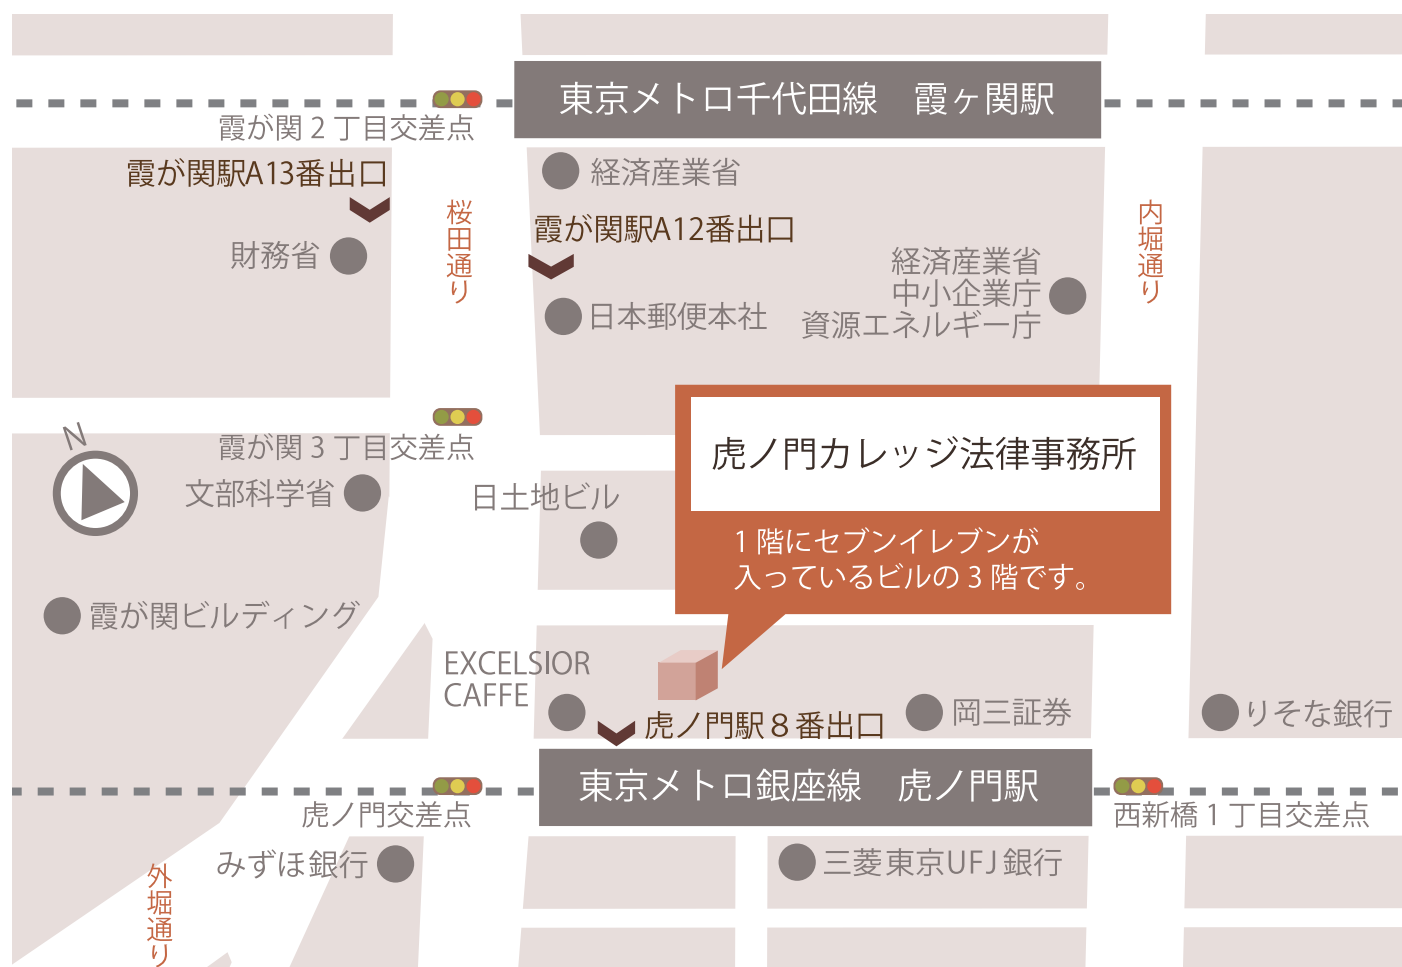 東京メトロ千代田線　霞ヶ関駅
霞が関２丁目交差点
霞が関駅A13番出口
経済産業省
桜田通り
内堀通り
霞が関駅A12番出口
財務省
経済産業省
中小企業庁
資源エネルギー庁
日本郵便本社
N
霞が関３丁目交差点
虎ノ門カレッジ法律事務所
文部科学省
日土地ビル
１階にセブンイレブンが
入っているビルの３階です。
霞が関ビルディング
EXCELSIOR
CAFFE
虎ノ門駅８番出口
岡三証券
りそな銀行
東京メトロ銀座線　虎ノ門駅
虎ノ門交差点
西新橋１丁目交差点
みずほ銀行
三菱東京UFJ銀行
外堀通り